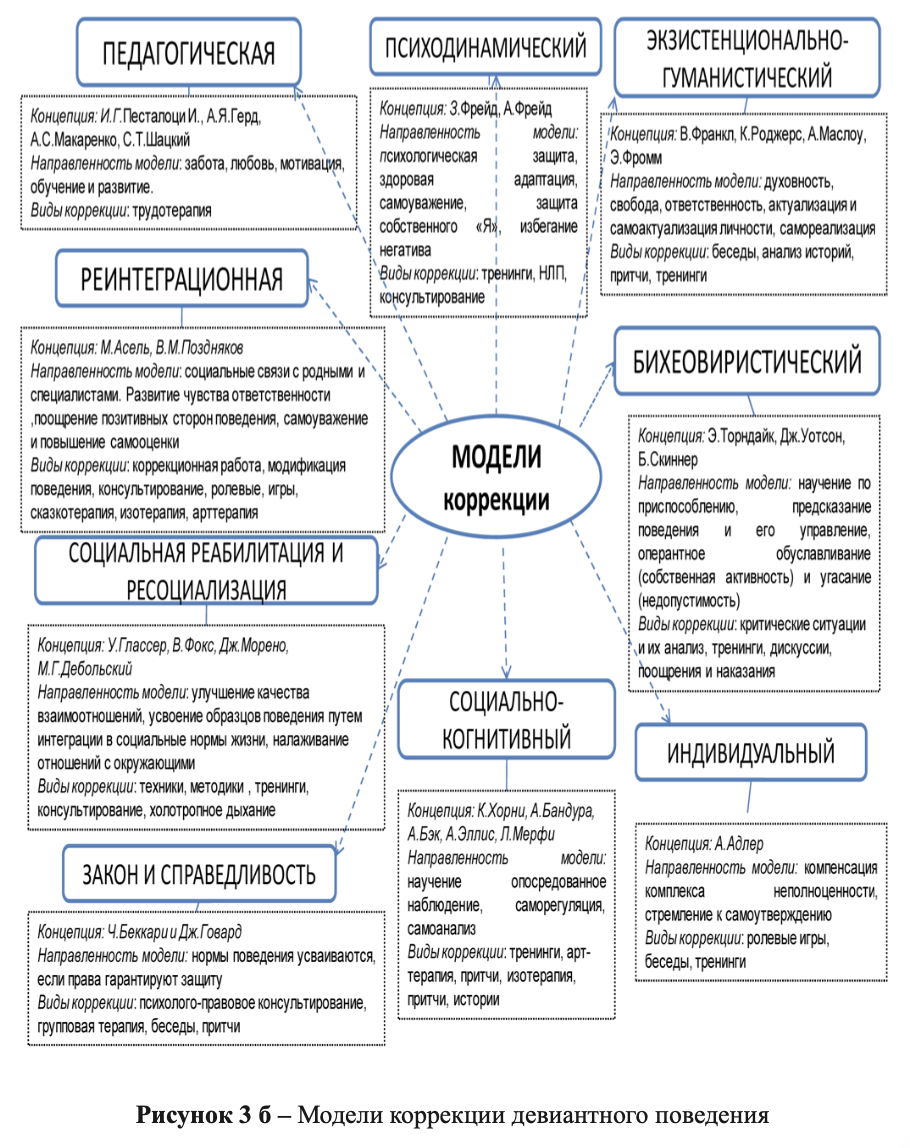 ПЕДАГОГИЧЕСКАЯ
Концепция: И.Г.Песталоци И., А.Я.Герд,
А.С.Макаренко, С.Т.Шацкий
Направленность модели: забота, любовь, мотивация,
обучение и развитие.
Виды коррекции: трудотерапия
ПСИХОДИНАМИЧЕСКИЙ
Концепция: З.Фрейд, А.Фрейд
Направленность модели:
психологическая защита,
здоровая адаптация,
самоуважение, защита
собственного «Я», избегание
негатива
Виды коррекции: тренинги, НЛП,
консультирование
ЭКЗИСТЕНЦИОНАЛЬНО-
ГУМАНИСТИЧЕСКИЙ
Концепция: В.Франкл, К.Роджерс, А.Маслоу,
Э.Фромм
Направленность модели: духовность,
свобода, ответственность, актуализация и
самоактуализация личности, самореализация
Виды коррекции: беседы, анализ историй,
притчи, тренинги
РЕИНТЕГРАЦИОННАЯ
Концепция: М.Асель, В.М.Поздняков
Направленность модели: социальные связи с родными и
специалистами. Развитие чувства ответственности
,поощрение позитивных сторон поведения, самоуважение
и повышение самооценки
Виды коррекции: коррекционная работа, модификация
поведения, консультирование, ролевые, игры,
сказкотерапия, изотерапия, арттерапия
БИХЕОВИРИСТИЧЕСКИЙ
Концепция: Э.Торндайк, Дж.Уотсон,
Б.Скиннер
Направленность модели: научение по
приспособлению, предсказание
поведения и его управление,
оперантное обуславливание
(собственная активность) и угасание
(недопустимость)
Виды коррекции: критические ситуации
и их анализ, тренинги, дискуссии,
поощрения и наказания
МОДЕЛИ
коррекции
СОЦИАЛЬНАЯ РЕАБИЛИТАЦИЯ И
РЕСОЦИАЛИЗАЦИЯ
Концепция: У.Глассер, В.Фокс, Дж.Морено,
М.Г.Дебольский
Направленность модели: улучшение качества
взаимоотношений, усвоение образцов поведения путем
интеграции в социальные нормы жизни, налаживание
отношений с окружающими
Виды коррекции: техники, методики , тренинги,
консультирование, холотропное дыхание
СОЦИАЛЬНО-
КОГНИТИВНЫЙ
Концепция: К.Хорни, А.Бандура,
А.Бэк, А.Эллис, Л.Мерфи
Направленность модели:
научение опосредованное
наблюдение, саморегуляция,
самоанализ
Виды коррекции: тренинги, арт-
терапия, притчи, изотерапия,
притчи, истории
ИНДИВИДУАЛЬНЫЙ
Концепция: А.Адлер
Направленность модели: компенсация
комплекса неполноценности,
стремление к самоутверждению
Виды коррекции: ролевые игры,
беседы, тренинги
ЗАКОН И СПРАВЕДЛИВОСТЬ
Концепция: Ч.Беккари и Дж.Говард
Направленность модели: нормы поведения усваиваются,
если права гарантируют защиту
Виды коррекции: психолого-правовое консультирование,
групповая терапия, беседы, притчи
Рисунок 3 б – Модели коррекции девиантного поведения